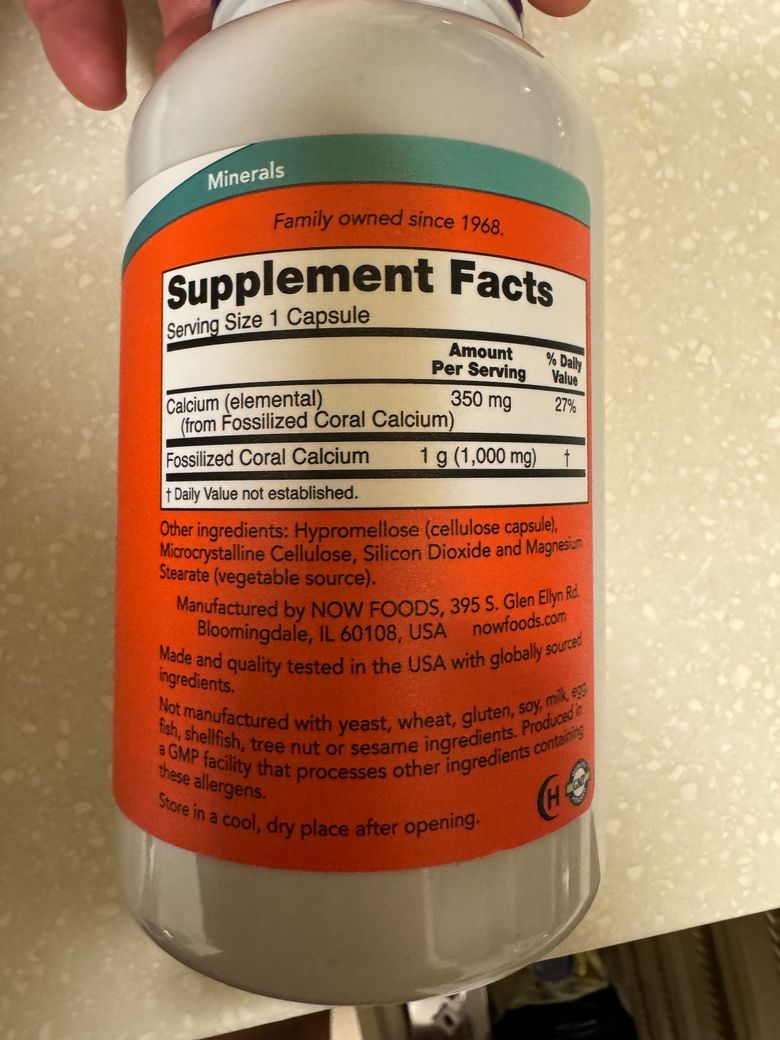 Minerals
Family owned since 1968.
Supplement Facts
Serving Size 1 Capsule
Amount Per Serving
% Daily Value
Calcium (elemental) 350 mg 27%
(from Fossilized Coral Calcium)
Fossilized Coral Calcium 1 g (1,000 mg) †
† Daily Value not established.
Other ingredients: Hypromellose (cellulose capsule),
Microcrystalline Cellulose, Silicon Dioxide and Magnesium
Stearate (vegetable source).
Manufactured by NOW FOODS, 395 S. Glen Ellyn Rd.
Bloomingdale, IL 60108, USA nowfoods.com
Made and quality tested in the USA with globally sourced
ingredients.
Not manufactured with yeast, wheat, gluten, soy, milk, egg,
fish, shellfish, tree nut or sesame ingredients. Produced in
a GMP facility that processes other ingredients containing
these allergens.
Store in a cool, dry place after opening.
H
GMP